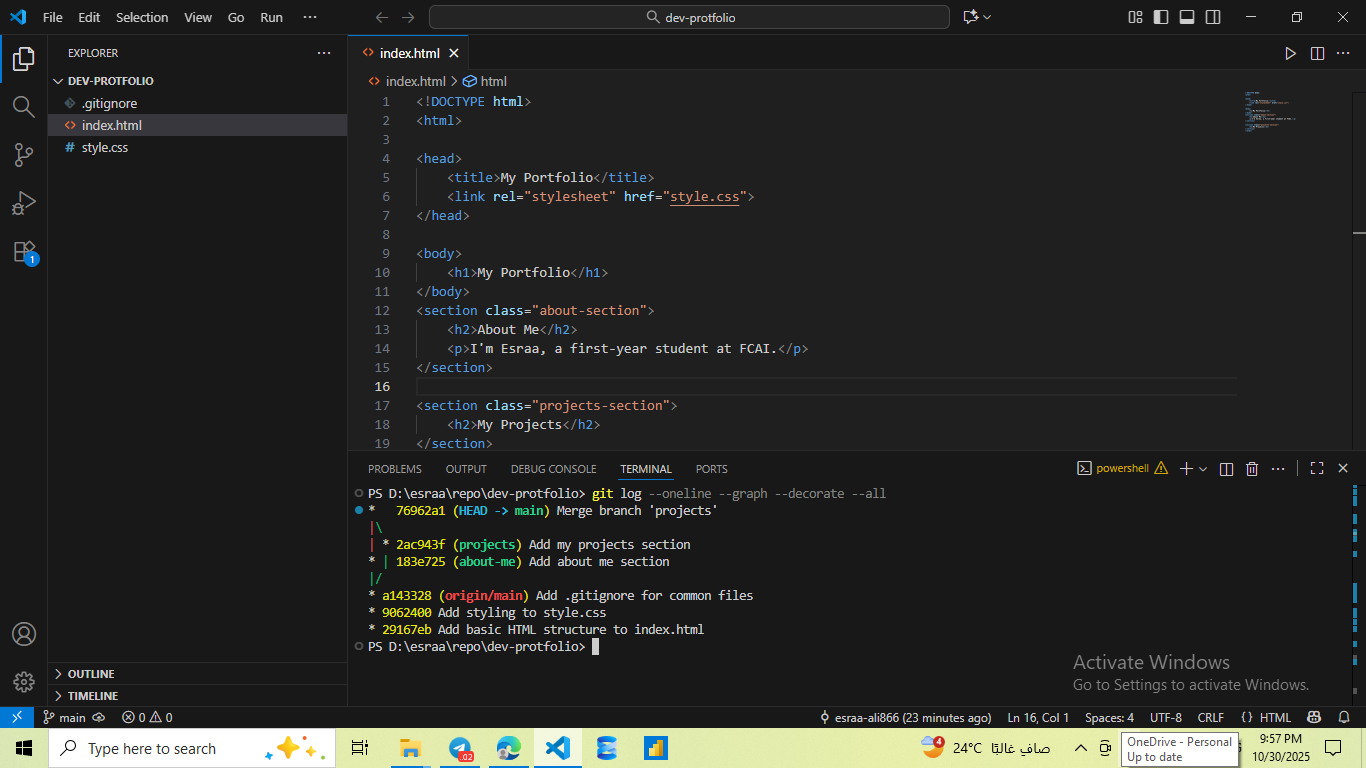 File Edit Selection View Go Run ···
dev-protfolio
EXPLORER ···
index.html
DEV-PROTFOLIO
.gitignore
index.html
# style.css
index.html > html
1 <!DOCTYPE html>
2 <html>
3
4 <head>
5 <title>My Portfolio</title>
6 <link rel="stylesheet" href="style.css">
7 </head>
8
9 <body>
10 <h1>My Portfolio</h1>
11 </body>
12 <section class="about-section">
13 <h2>About Me</h2>
14 <p>I'm Esraa, a first-year student at FCAI.</p>
15 </section>
16
17 <section class="projects-section">
18 <h2>My Projects</h2>
19 </section>
1
PROBLEMS OUTPUT DEBUG CONSOLE TERMINAL PORTS
powershell
PS D:\esraa\repo\dev-protfolio> git log --oneline --graph --decorate --all
* 76962a1 (HEAD -> main) Merge branch 'projects'
|\
| * 2ac943f (projects) Add my projects section
* | 183e725 (about-me) Add about me section
|/
* a143328 (origin/main) Add .gitignore for common files
* 9062400 Add styling to style.css
* 29167eb Add basic HTML structure to index.html
PS D:\esraa\repo\dev-protfolio>
OUTLINE
TIMELINE
Activate Windows
Go to Settings to activate Windows.
main 0 0
esraa-ali866 (23 minutes ago) Ln 16, Col 1 Spaces: 4 UTF-8 CRLF {} HTML
Type here to search
.02
4
24°C صافٍ غالبًا
OneDrive - Personal
Up to date
9:57 PM
10/30/2025